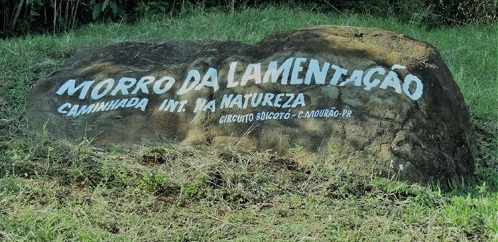 MORRO DA LAMENTAÇÃO
CAMINHADA INT. NA NATUREZA
CIRCUITO BOICOTÓ - C. MOURÃO - PR.